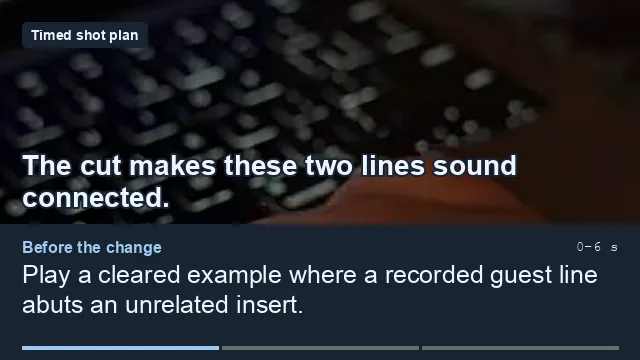 Timed shot plan
The cut makes these two lines sound
connected.
Before the change
0–6 s
Play a cleared example where a recorded guest line
abuts an unrelated insert.